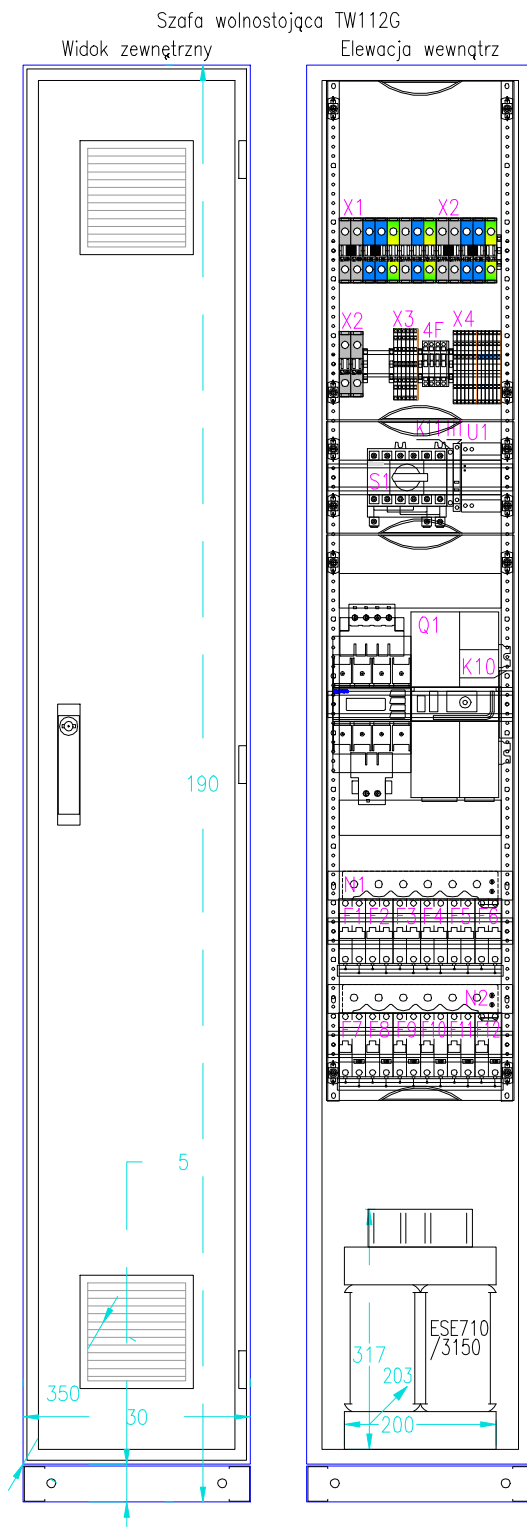 Szafa wolnostojąca TW112G
Widok zewnętrzny
Elewacja wewnątrz
X1
X2
X2
X3
4F
X4
U1
S1
Q1
K10
190
N1
F1 F2 F3 F4 F5 F6
N2
F7 F8 F9 F10 F11 F12
5
ESE710
/3150
317
203
350
30
200